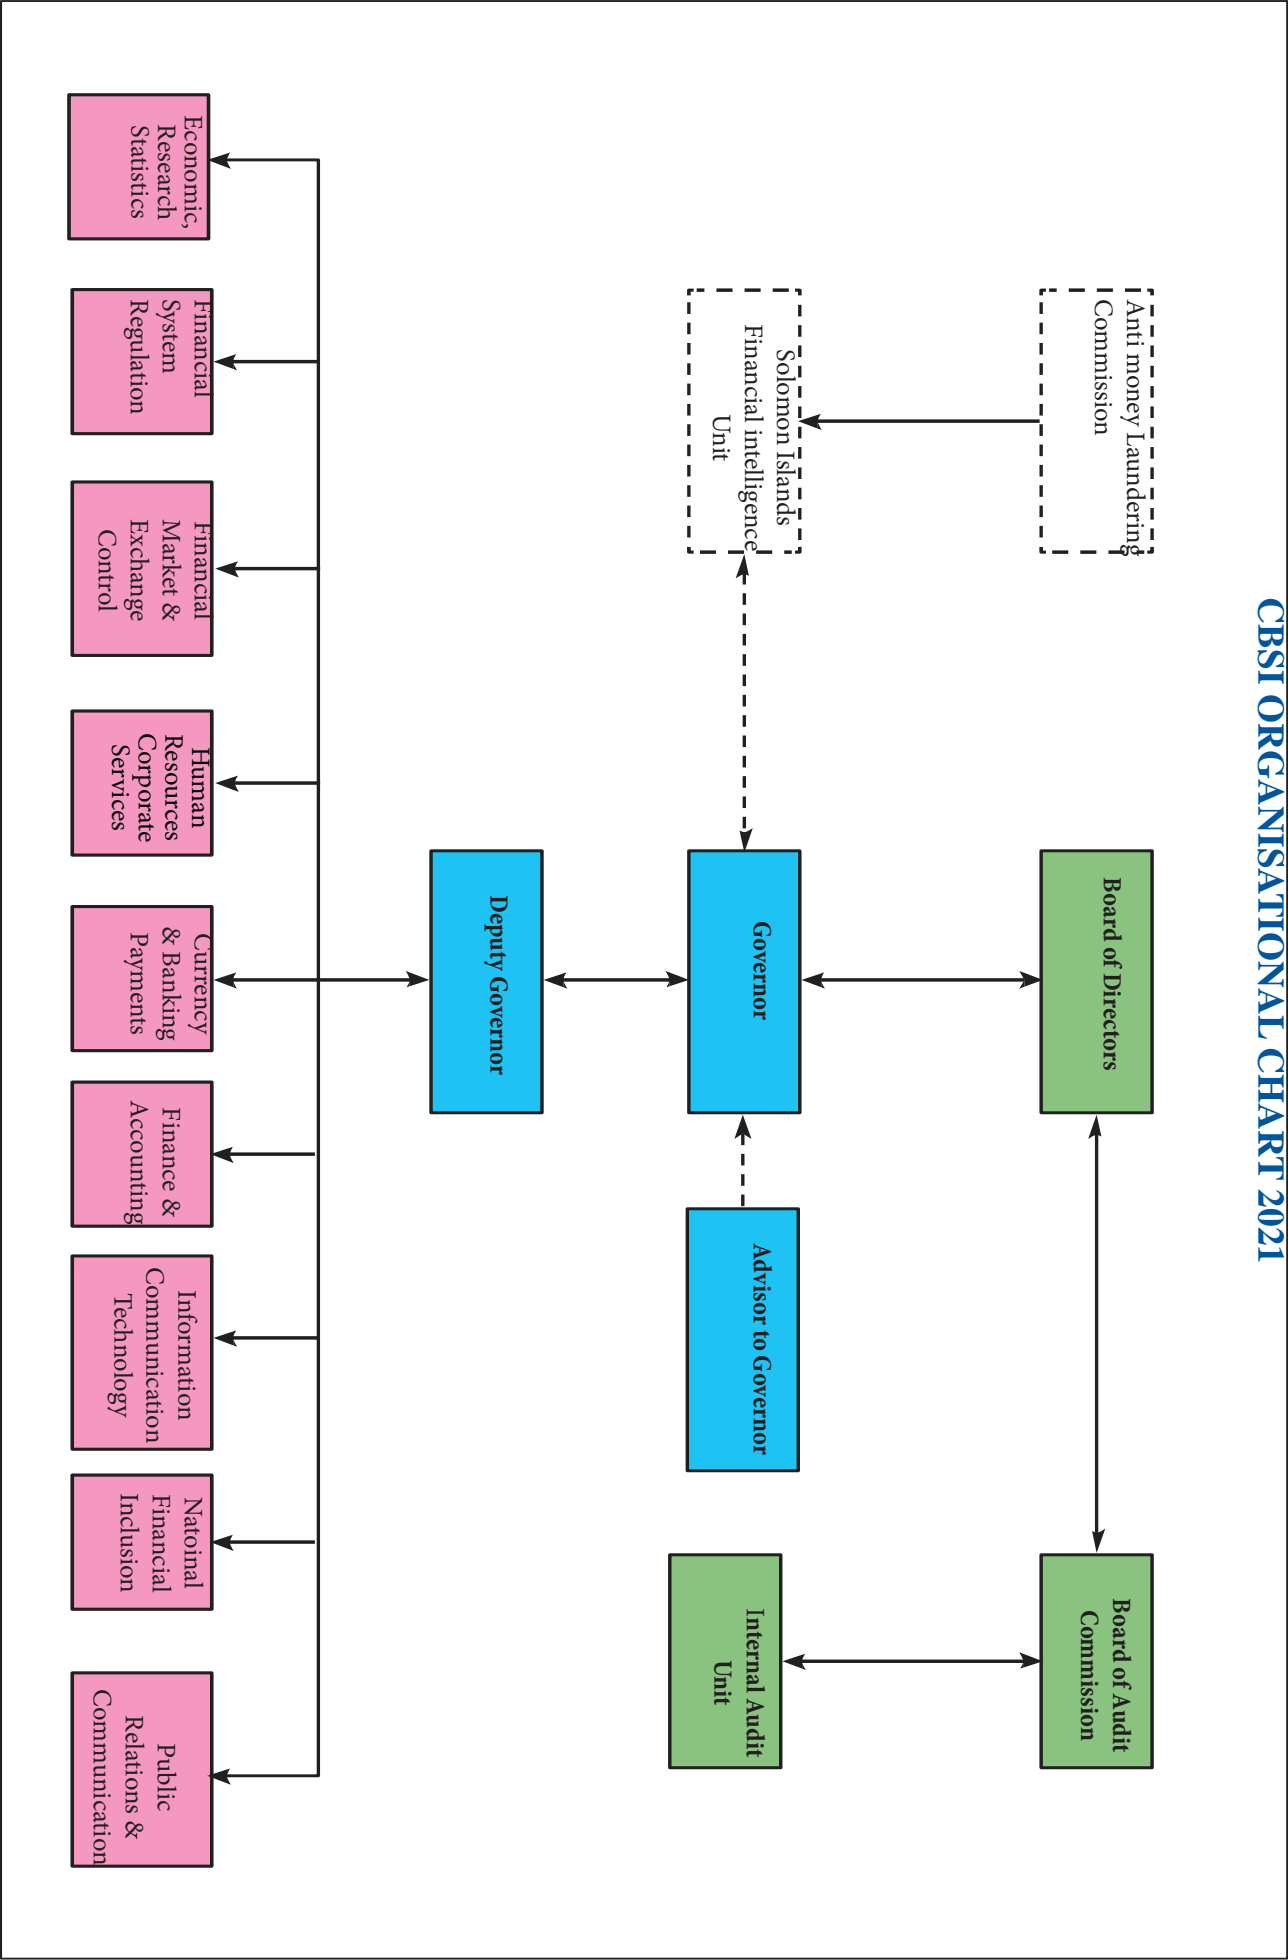 CBSI ORGANISATIONAL CHART 2021
Anti money Laundering
Commission
Board of Directors
Board of Audit
Commission
Solomon Islands
Financial intelligence
Unit
Governor
Advisor to Governor
Internal Audit
Unit
Deputy Governor
Economic,
Research
Statistics
Financial
System
Regulation
Financial
Market &
Exchange
Control
Human
Resources
Corporate
Services
Currency
& Banking
Payments
Finance &
Accounting
Information
Communication
Technology
Natoinal
Financial
Inclusion
Public
Relations &
Communication